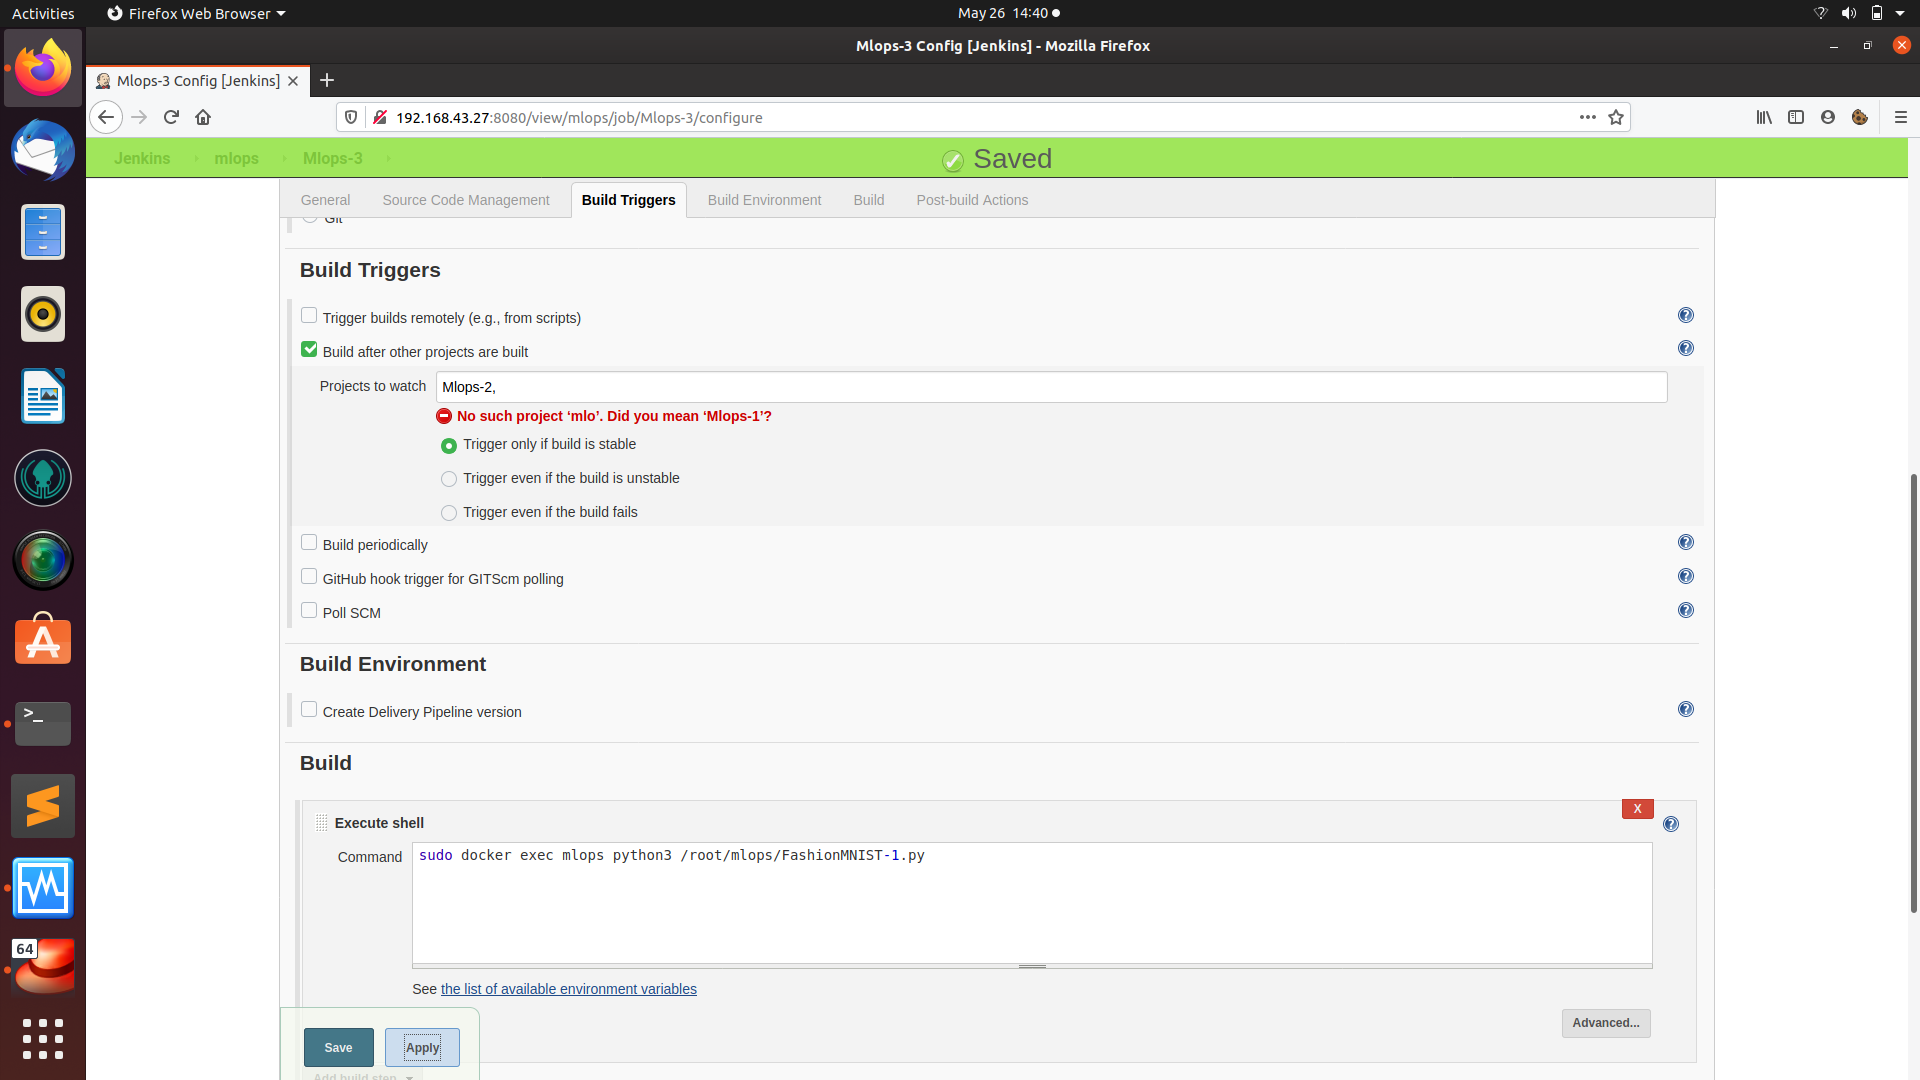 Activities
Firefox Web Browser
May 26 14:40
Mlops-3 Config [Jenkins] - Mozilla Firefox
Mlops-3 Config [Jenkins]
192.168.43.27:8080/view/mlops/job/Mlops-3/configure
Jenkins
mlops
Mlops-3
Saved
General
Source Code Management
Build Triggers
Build Environment
Build
Post-build Actions
Git
Build Triggers
Trigger builds remotely (e.g., from scripts)
Build after other projects are built
Projects to watch
Mlops-2,
No such project ‘mlo’. Did you mean ‘Mlops-1’?
Trigger only if build is stable
Trigger even if the build is unstable
Trigger even if the build fails
Build periodically
GitHub hook trigger for GITScm polling
Poll SCM
Build Environment
Create Delivery Pipeline version
Build
X
Execute shell
Command
sudo docker exec mlops python3 /root/mlops/FashionMNIST-1.py
See the list of available environment variables
Advanced...
Save
Apply
Add build step
64